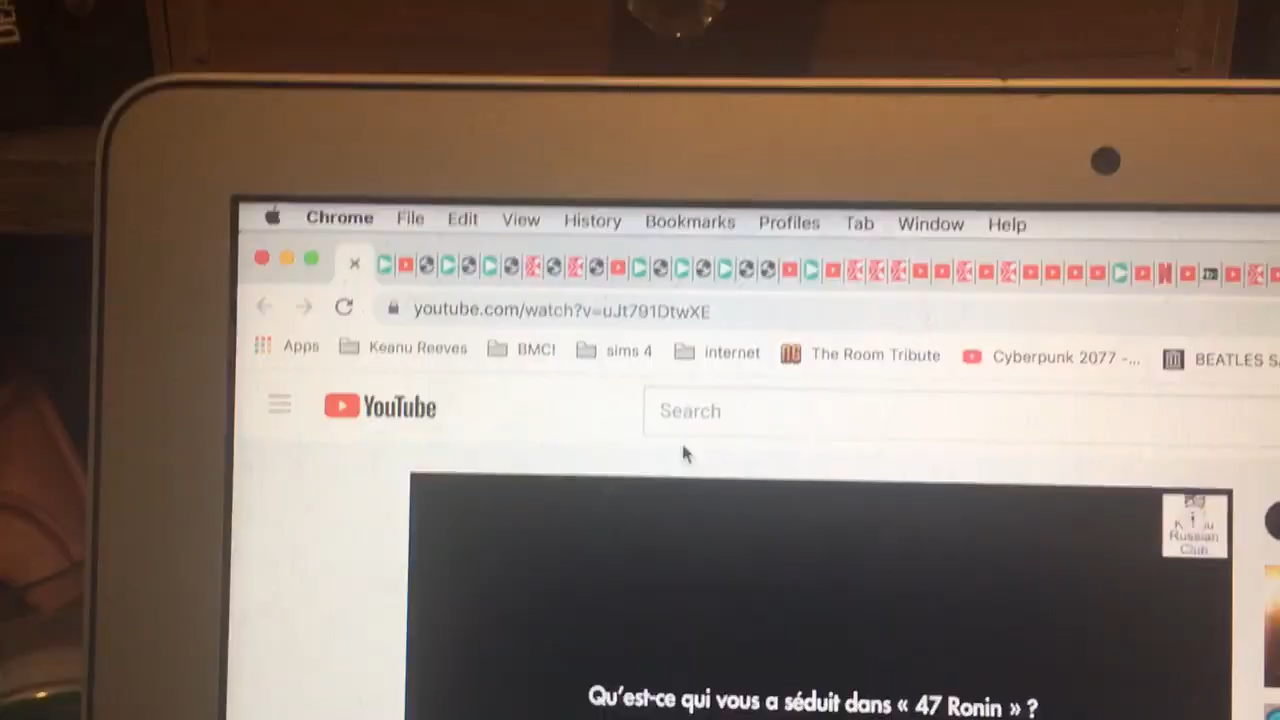 Chrome File Edit View History Bookmarks Profiles Tab Window Help
youtube.com/watch?v=uJt791DtwXE
Apps Keanu Reeves BMCI sims 4 internet The Room Tribute Cyberpunk 2077 -... BEATLES S
YouTube
Search
Russian
Club
Qu'est-ce qui vous a séduit dans « 47 Ronin » ?